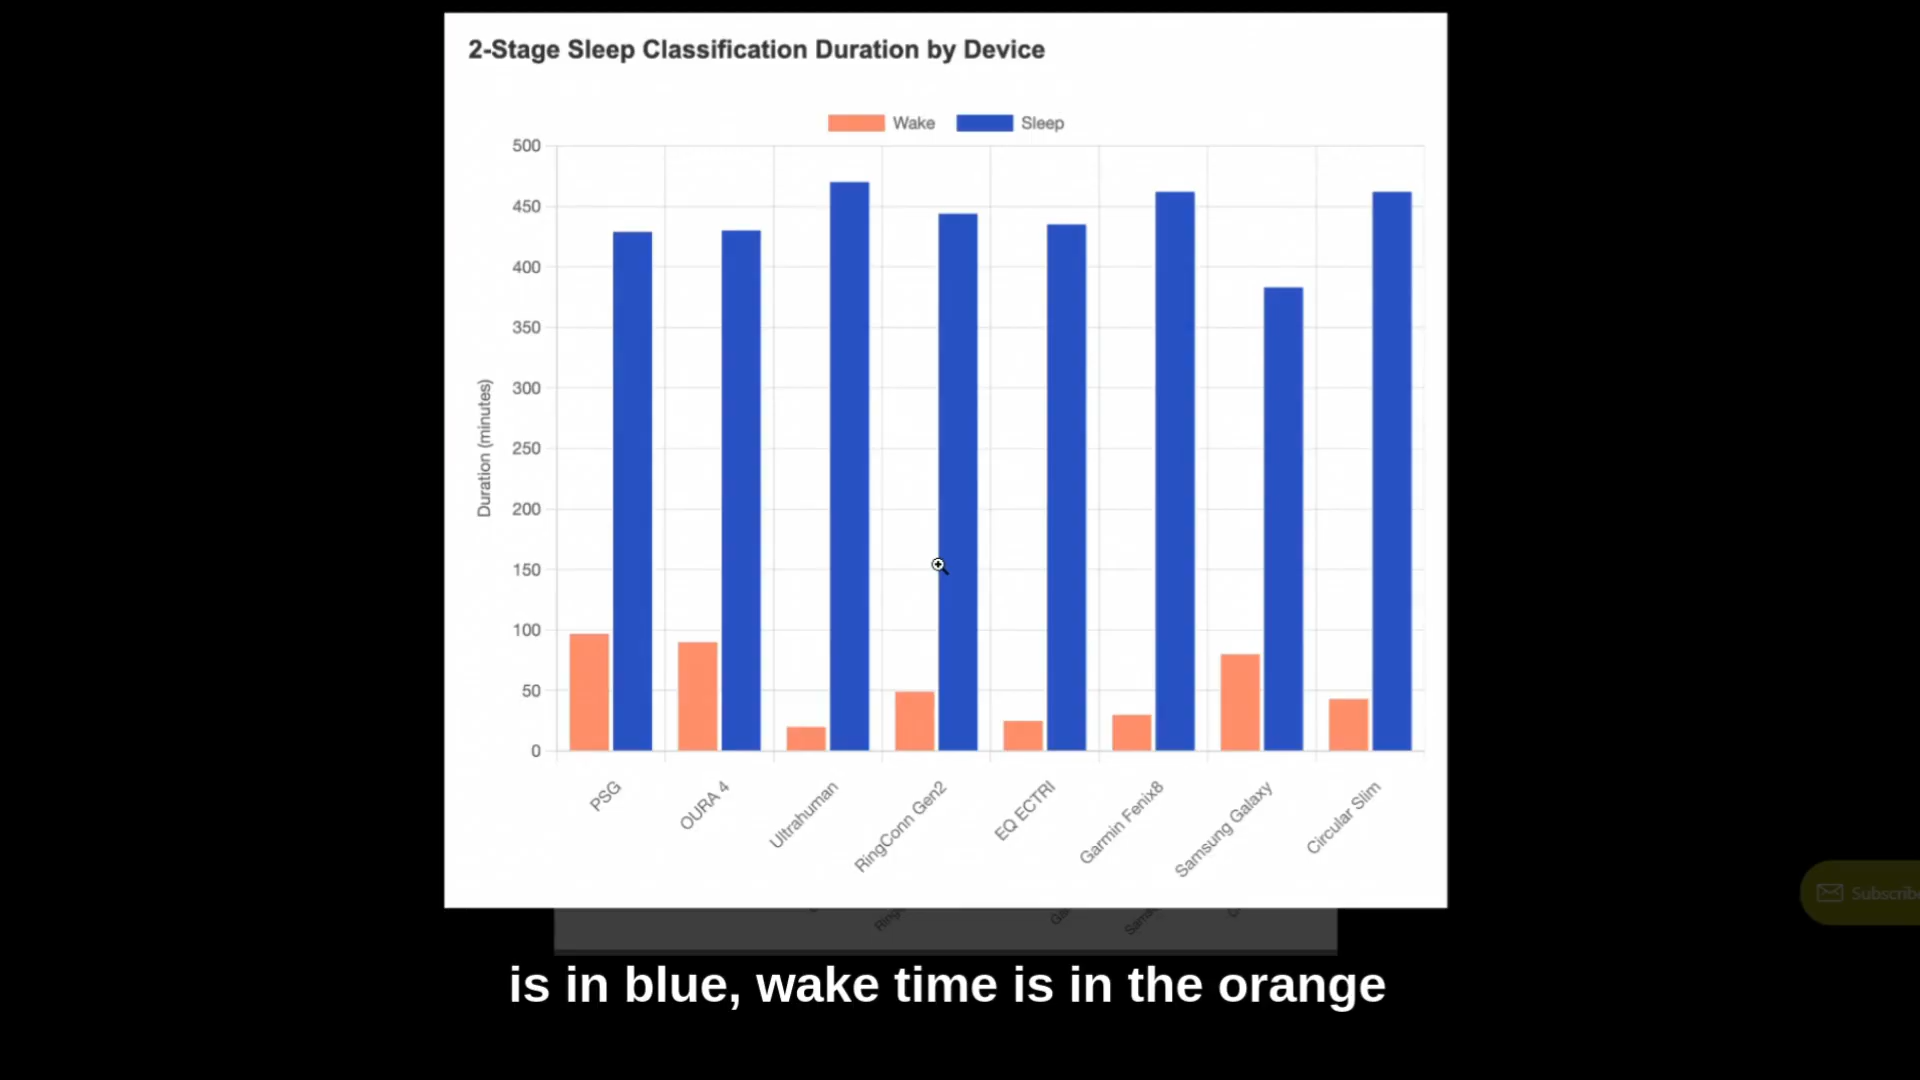 2-Stage Sleep Classification Duration by Device
Wake Sleep
500
450
400
350
300
250
200
150
100
50
0
Duration (minutes)
PSG
OURA 4
Ultrahuman
RingConn Gen2
EQ ECTRI
Garmin Fenix8
Samsung Galaxy
Circular Slim
Subscribe
is in blue, wake time is in the orange